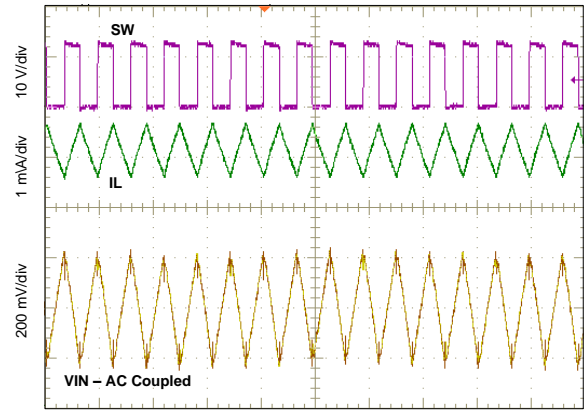 SW
10 V/div
1 mA/div
IL
200 mV/div
VIN – AC Coupled